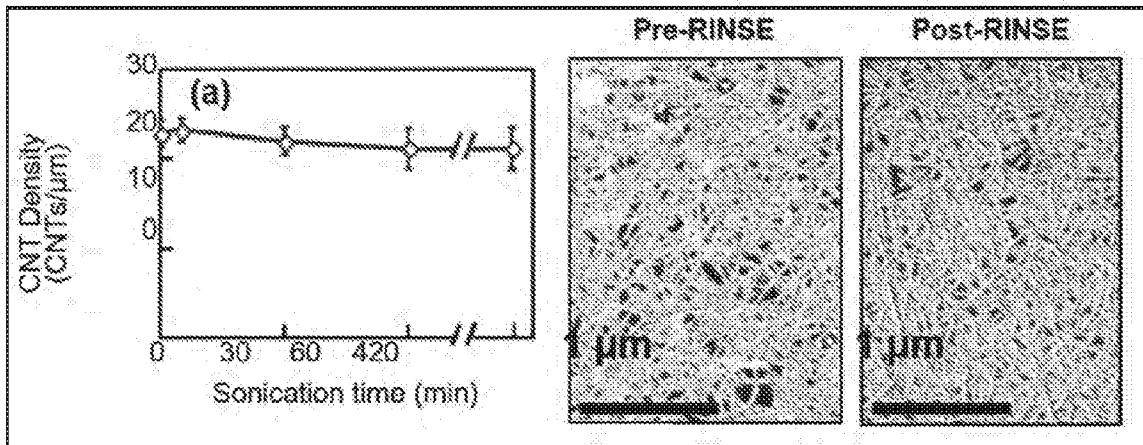 Pre-RINSE
Post-RINSE
30
(a)
20
10
0
CNT Density
(CNTs/µm)
0 30 60 420
Sonication time (min)
1 µm
1 µm